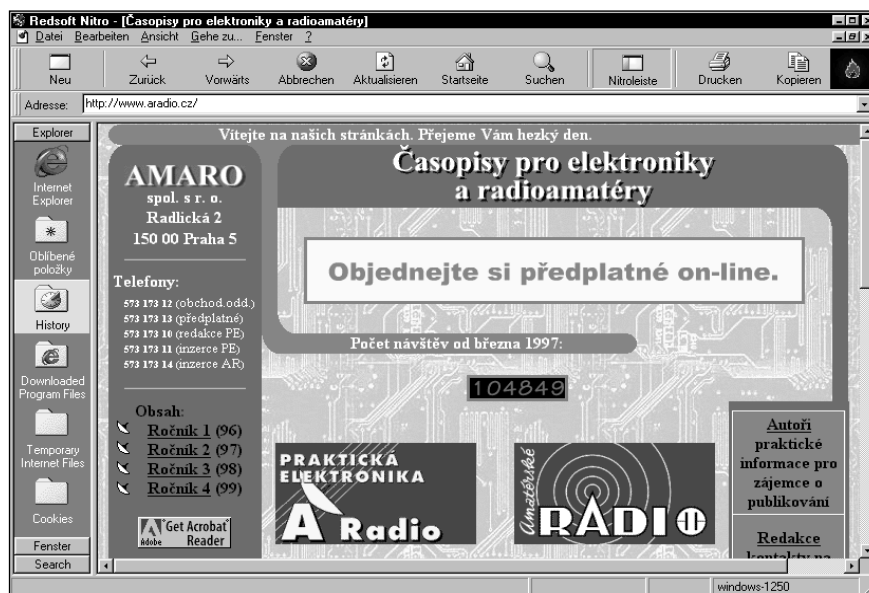 Redsoft Nitro - [Časopisy pro elektroniky a radioamatéry]
Datei Bearbeiten Ansicht Gehe zu... Fenster ?
Neu Zurück Vorwärts Abbrechen Aktualisieren Startseite Suchen Nitroleiste Drucken Kopieren
Adresse: http://www.aradio.cz/
Explorer
Internet
Explorer
Oblíbené
položky
History
Downloaded
Program Files
Temporary
Internet Files
Cookies
Fenster
Search
Vítejte na našich stránkách. Přejeme Vám hezký den.
AMARO
spol. s r. o.
Radlická 2
150 00 Praha 5
Telefony:
573 173 12 (obchod.odd.)
573 173 13 (předplatné)
573 173 10 (redakce PE)
573 173 11 (inzerce PE)
573 173 14 (inzerce AR)
Obsah:
Ročník 1 (96)
Ročník 2 (97)
Ročník 3 (98)
Ročník 4 (99)
Get Acrobat
Reader
Adobe
Časopisy pro elektroniky
a radioamatéry
Objednejte si předplatné on-line.
Počet návštěv od března 1997:
104849
PRAKTICKÁ
ELEKTRONIKA
A Radio
Amatérské
RADIO
Autoři
praktické
informace pro
zájemce o
publikování
Redakce
kontakty na
windows-1250